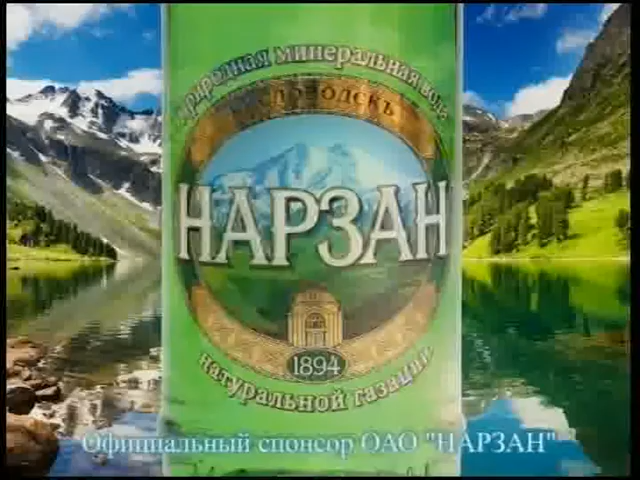 природная минеральная вода
Кисловодскъ
НАРЗАН
1894
натуральной газации
Официальный спонсор ОАО "НАРЗАН"